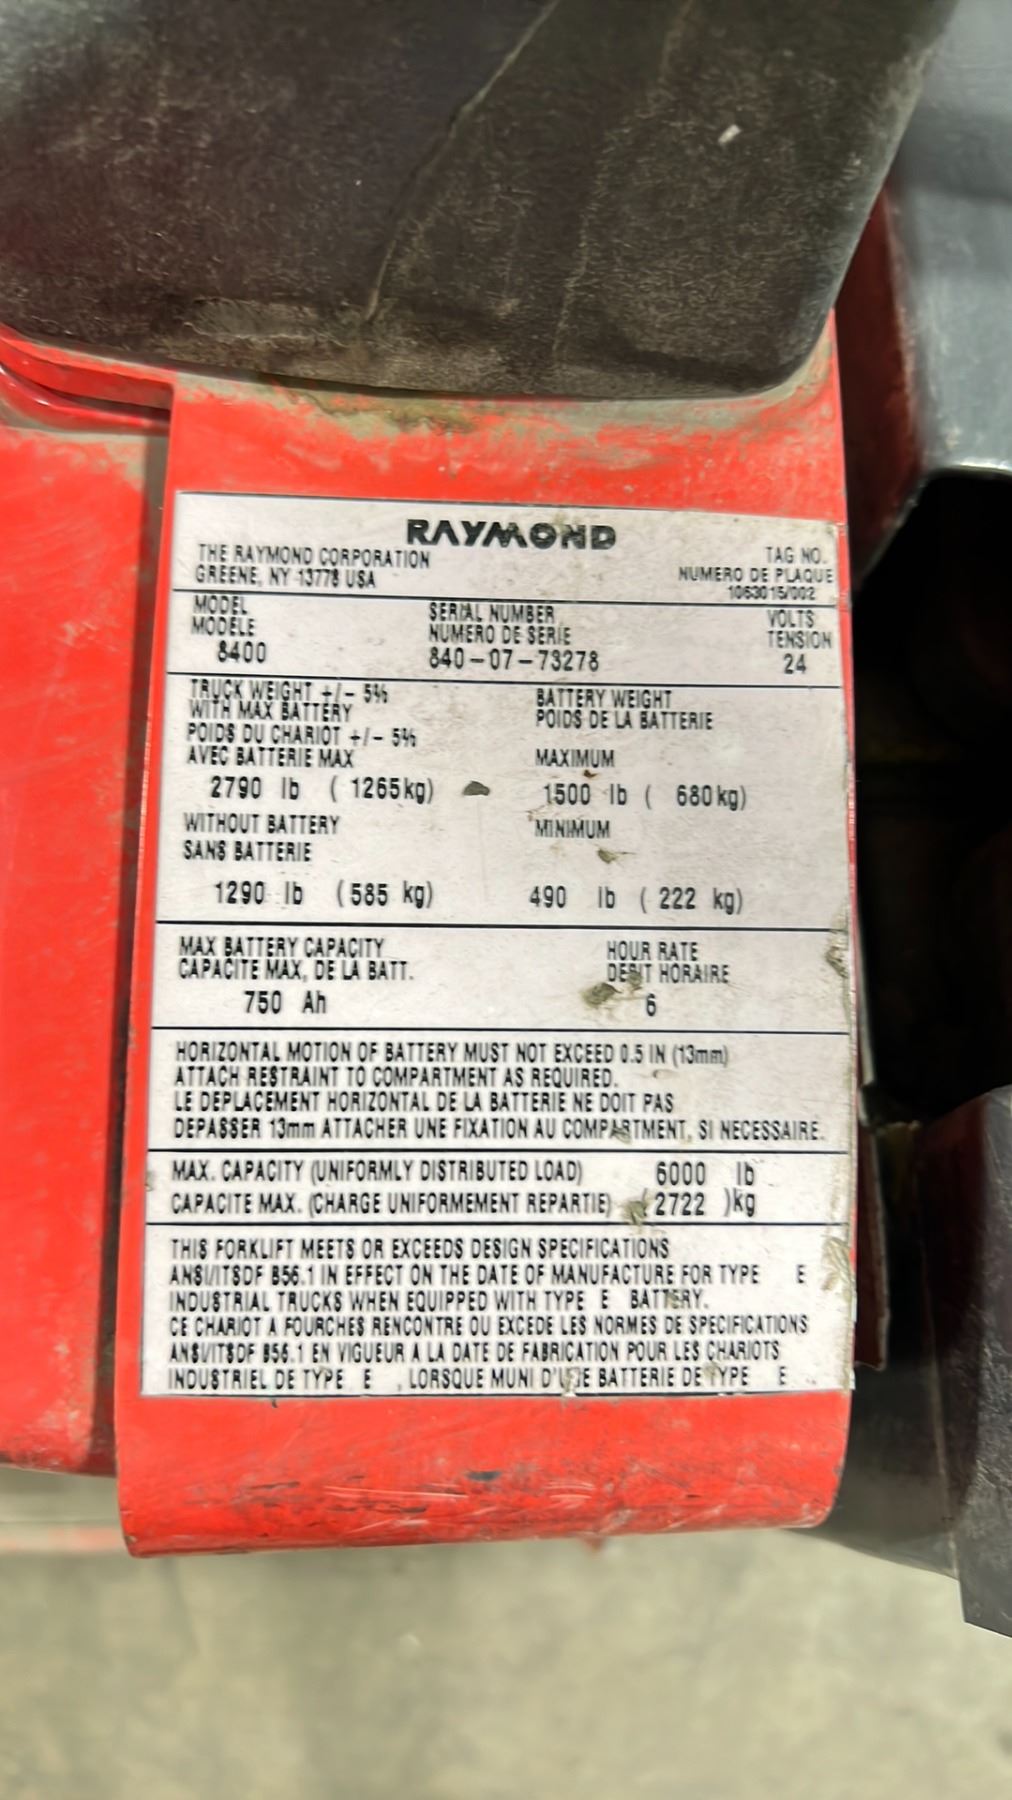 RAYMOND
THE RAYMOND CORPORATION
GREENE, NY 13778 USA
TAG NO.
NUMERO DE PLAQUE
1063015/002
MODEL
MODELE
8400
SERIAL NUMBER
NUMERO DE SERIE
840-07-73278
VOLTS
TENSION
24
TRUCK WEIGHT +/- 5%
WITH MAX BATTERY
POIDS DU CHARIOT +/- 5%
AVEC BATTERIE MAX
2790 lb ( 1265kg)
WITHOUT BATTERY
SANS BATTERIE
1290 lb (585 kg)
BATTERY WEIGHT
POIDS DE LA BATTERIE
MAXIMUM
1500 lb ( 680kg)
MINIMUM
490 lb ( 222 kg)
MAX BATTERY CAPACITY
CAPACITE MAX, DE LA BATT.
750 Ah
HOUR RATE
DEBIT HORAIRE
6
HORIZONTAL MOTION OF BATTERY MUST NOT EXCEED 0.5 IN (13mm)
ATTACH RESTRAINT TO COMPARTMENT AS REQUIRED.
LE DEPLACEMENT HORIZONTAL DE LA BATTERIE NE DOIT PAS
DEPASSER 13mm ATTACHER UNE FIXATION AU COMPARTMENT, SI NECESSAIRE.
MAX. CAPACITY (UNIFORMLY DISTRIBUTED LOAD) 6000 lb
CAPACITE MAX. (CHARGE UNIFORMEMENT REPARTIE) (2722 )kg
THIS FORKLIFT MEETS OR EXCEEDS DESIGN SPECIFICATIONS
ANSI/ITSDF B56.1 IN EFFECT ON THE DATE OF MANUFACTURE FOR TYPE E
INDUSTRIAL TRUCKS WHEN EQUIPPED WITH TYPE E BATTERY.
CE CHARIOT A FOURCHES RENCONTRE OU EXCEDE LES NORMES DE SPECIFICATIONS
ANSI/ITSDF B56.1 EN VIGUEUR A LA DATE DE FABRICATION POUR LES CHARIOTS
INDUSTRIEL DE TYPE E , LORSQUE MUNI D'UNE BATTERIE DE TYPE E .